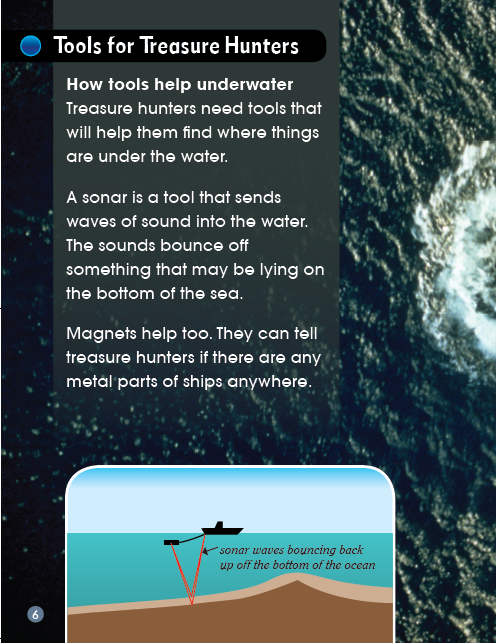 Tools for Treasure Hunters
How tools help underwater
Treasure hunters need tools that
will help them find where things
are under the water.
A sonar is a tool that sends
waves of sound into the water.
The sounds bounce off
something that may be lying on
the bottom of the sea.
Magnets help too. They can tell
treasure hunters if there are any
metal parts of ships anywhere.
sonar waves bouncing back
up off the bottom of the ocean
6